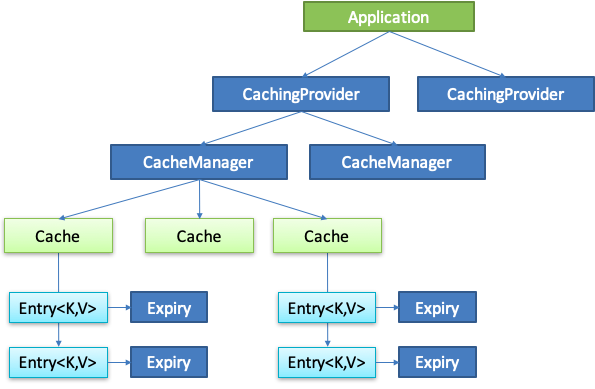 Application
CachingProvider
CachingProvider
CacheManager
CacheManager
Cache
Cache
Cache
Entry<K,V>
Expiry
Entry<K,V>
Expiry
Entry<K,V>
Expiry
Entry<K,V>
Expiry